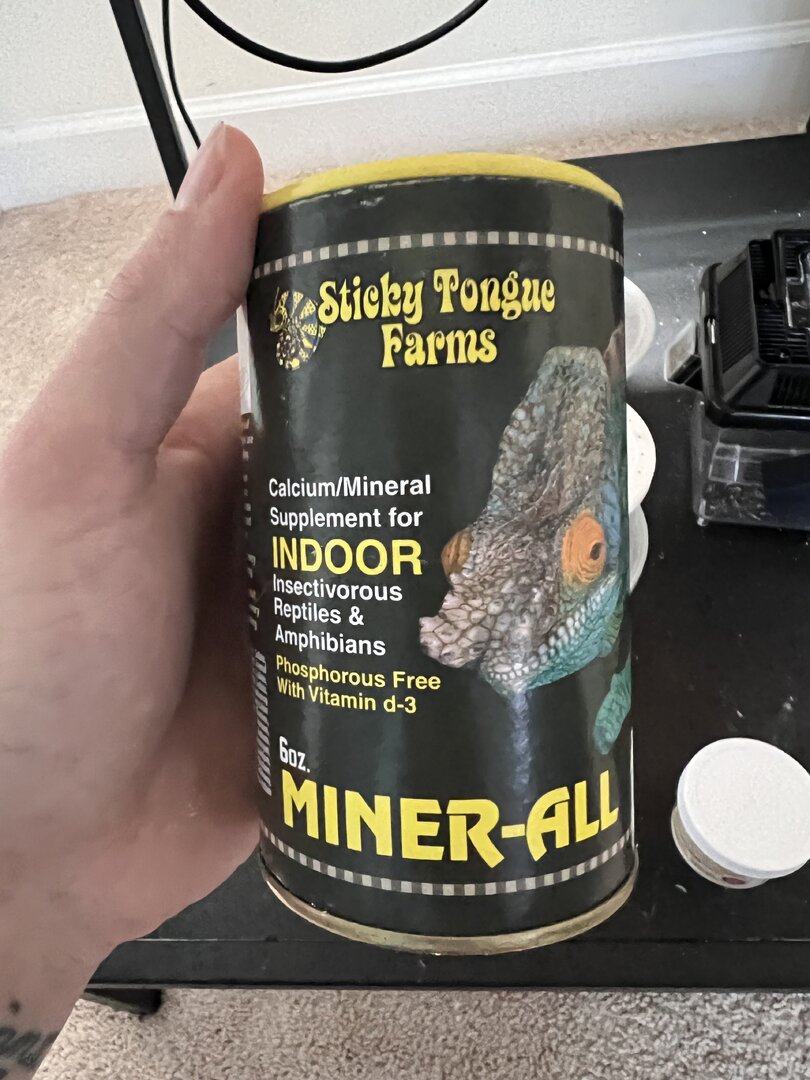 Sticky Tongue
Farms
Calcium/Mineral
Supplement for
INDOOR
Insectivorous
Reptiles &
Amphibians
Phosphorous Free
With Vitamin d-3
6oz.
MINER-ALL